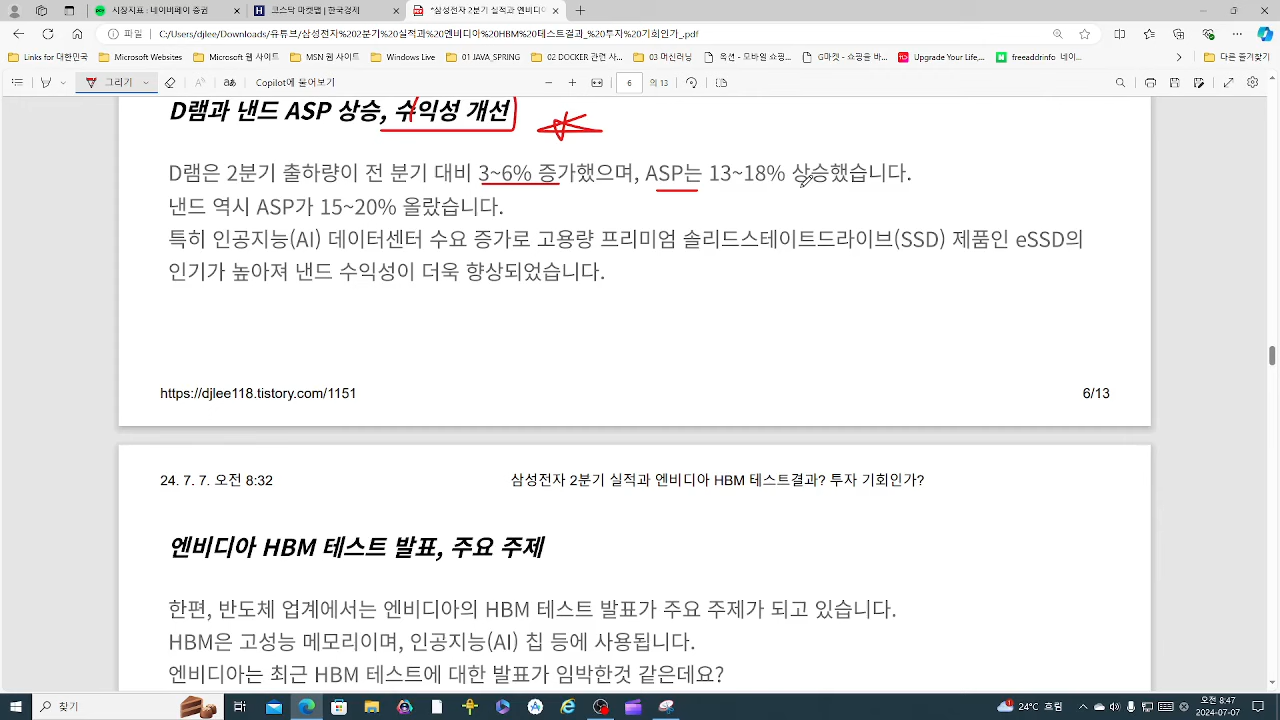 시장지표 : 네이버페이 증권
코스닥 마켓맵 | 한국경제
*삼성전자 2분기 실적과 엔비디아
파일
C:/Users/djlee/Downloads/유튜브/삼성전자%202분기%20실적과%20엔비디아%20HBM%20테스트결과_%20투자%20기회인가_.pdf
Links for 대한민국
Microsoft 웹 사이트
MSN 웹 사이트
Windows Live
01 JAVA,SPRING
02 DOCKER 간편 사...
03 머신러닝
옥션 - 모바일 쇼핑...
G마켓 - 쇼핑을 바...
Upgrade Your Life,...
freeaddrinfo : 네이...
다른 즐겨찾기
그리기
Copilot에 물어보기
6
의 13
D램과 낸드 ASP 상승, 수익성 개선
D램은 2분기 출하량이 전 분기 대비 3~6% 증가했으며, ASP는 13~18% 상승했습니다.
낸드 역시 ASP가 15~20% 올랐습니다.
특히 인공지능(AI) 데이터센터 수요 증가로 고용량 프리미엄 솔리드스테이트드라이브(SSD) 제품인 eSSD의
인기가 높아져 낸드 수익성이 더욱 향상되었습니다.
https://djlee118.tistory.com/1151
6/13
24. 7. 7. 오전 8:32
삼성전자 2분기 실적과 엔비디아 HBM 테스트결과? 투자 기회인가?
엔비디아 HBM 테스트 발표, 주요 주제
한편, 반도체 업계에서는 엔비디아의 HBM 테스트 발표가 주요 주제가 되고 있습니다.
HBM은 고성능 메모리이며, 인공지능(AI) 칩 등에 사용됩니다.
엔비디아는 최근 HBM 테스트에 대한 발표가 임박한것 같은데요?
찾기
24°C 흐림
오전 8:47
2024-07-07